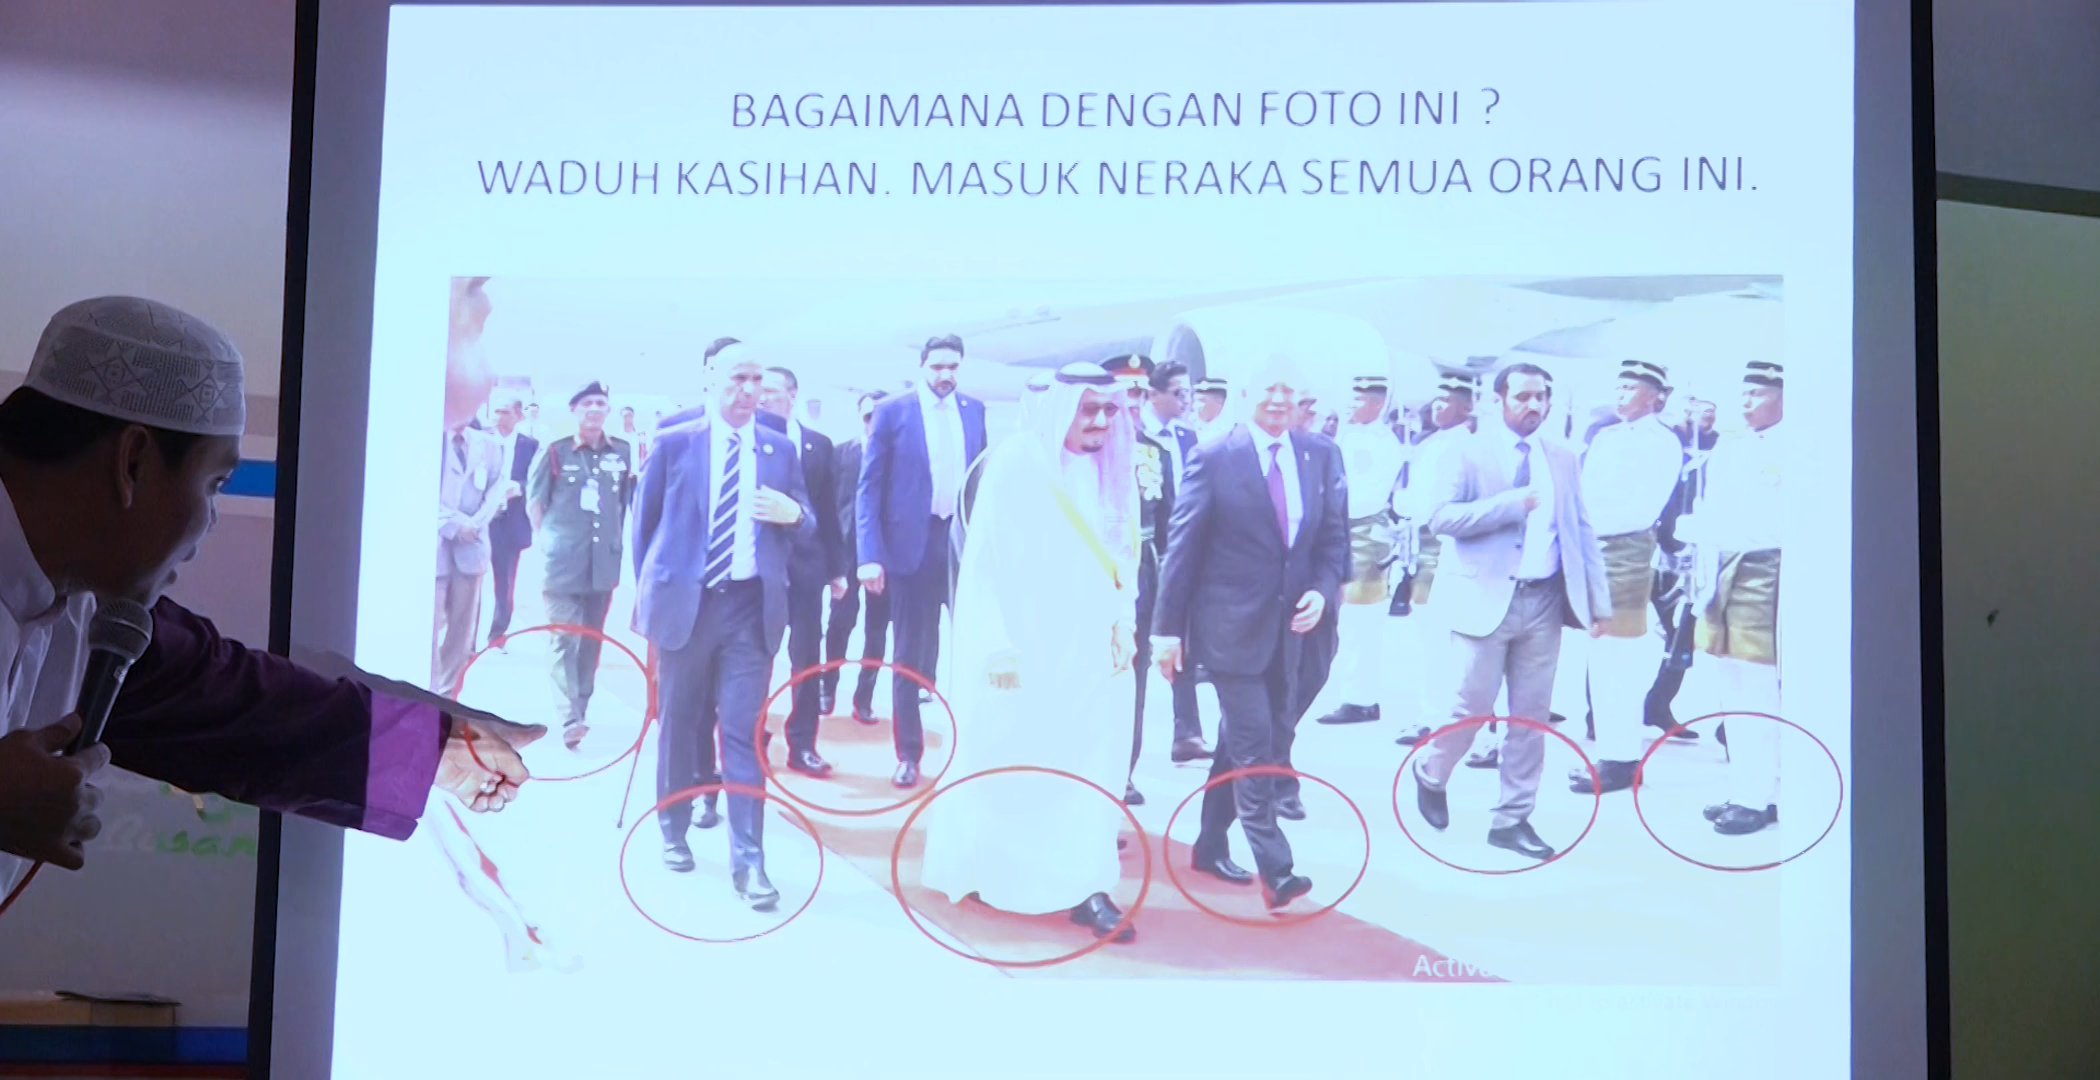 BAGAIMANA DENGAN FOTO INI ?
WADUH KASIHAN. MASUK NERAKA SEMUA ORANG INI.